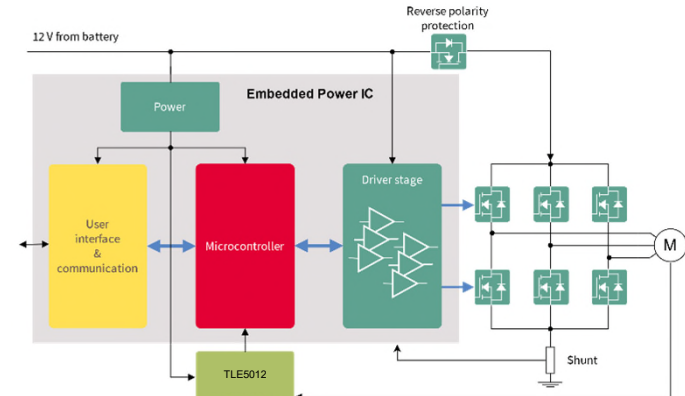 Reverse polarity
protection
12 V from battery
Embedded Power IC
Power
User
interface
&
communication
Microcontroller
Driver stage
M
TLE5012
Shunt